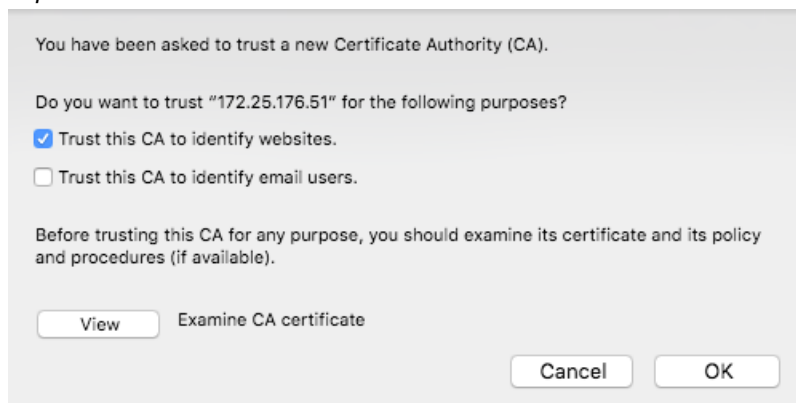 You have been asked to trust a new Certificate Authority (CA).
Do you want to trust “172.25.176.51” for the following purposes?
Trust this CA to identify websites.
Trust this CA to identify email users.
Before trusting this CA for any purpose, you should examine its certificate and its policy
and procedures (if available).
View Examine CA certificate
Cancel OK